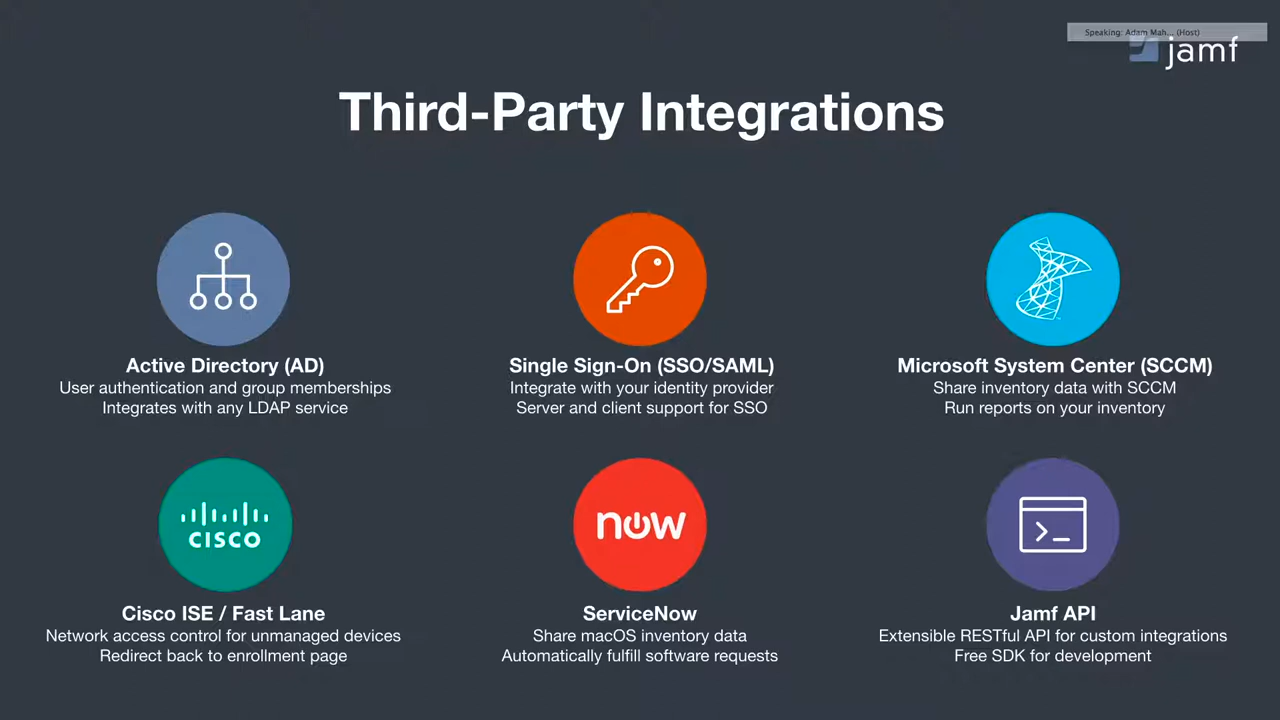 Speaking: Adam Mah... (Host)
jamf
Third-Party Integrations
Active Directory (AD)
User authentication and group memberships
Integrates with any LDAP service
Single Sign-On (SSO/SAML)
Integrate with your identity provider
Server and client support for SSO
Microsoft System Center (SCCM)
Share inventory data with SCCM
Run reports on your inventory
CISCO
Cisco ISE / Fast Lane
Network access control for unmanaged devices
Redirect back to enrollment page
now
ServiceNow
Share macOS inventory data
Automatically fulfill software requests
>_
Jamf API
Extensible RESTful API for custom integrations
Free SDK for development